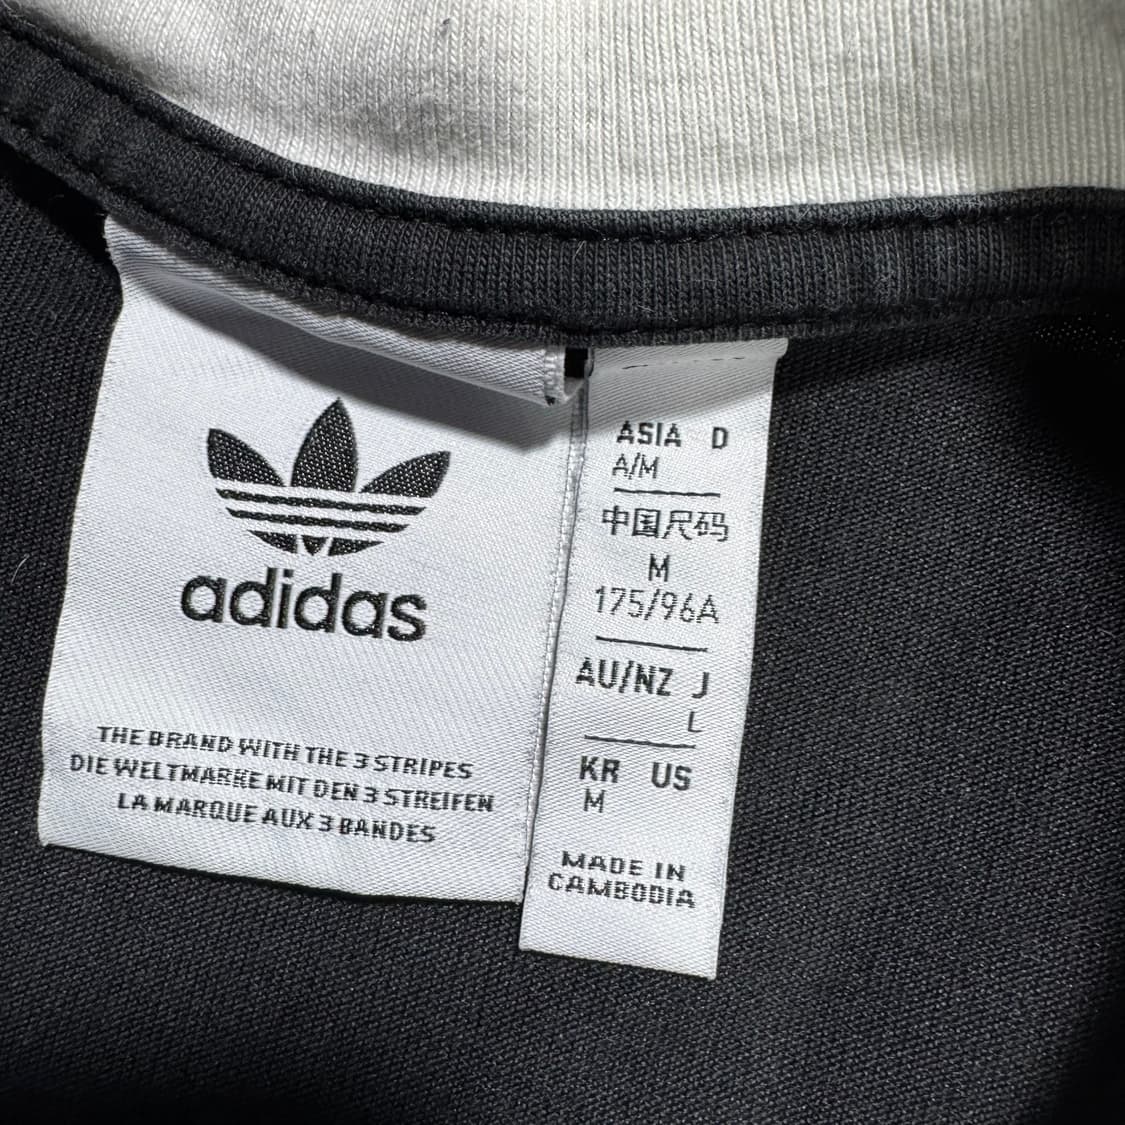 adidas
THE BRAND WITH THE 3 STRIPES
DIE WELTMARKE MIT DEN 3 STREIFEN
LA MARQUE AUX 3 BANDES
ASIA D
A/M
中国尺码
M
175/96A
AU/NZ J
L
KR US
M
MADE IN
CAMBODIA